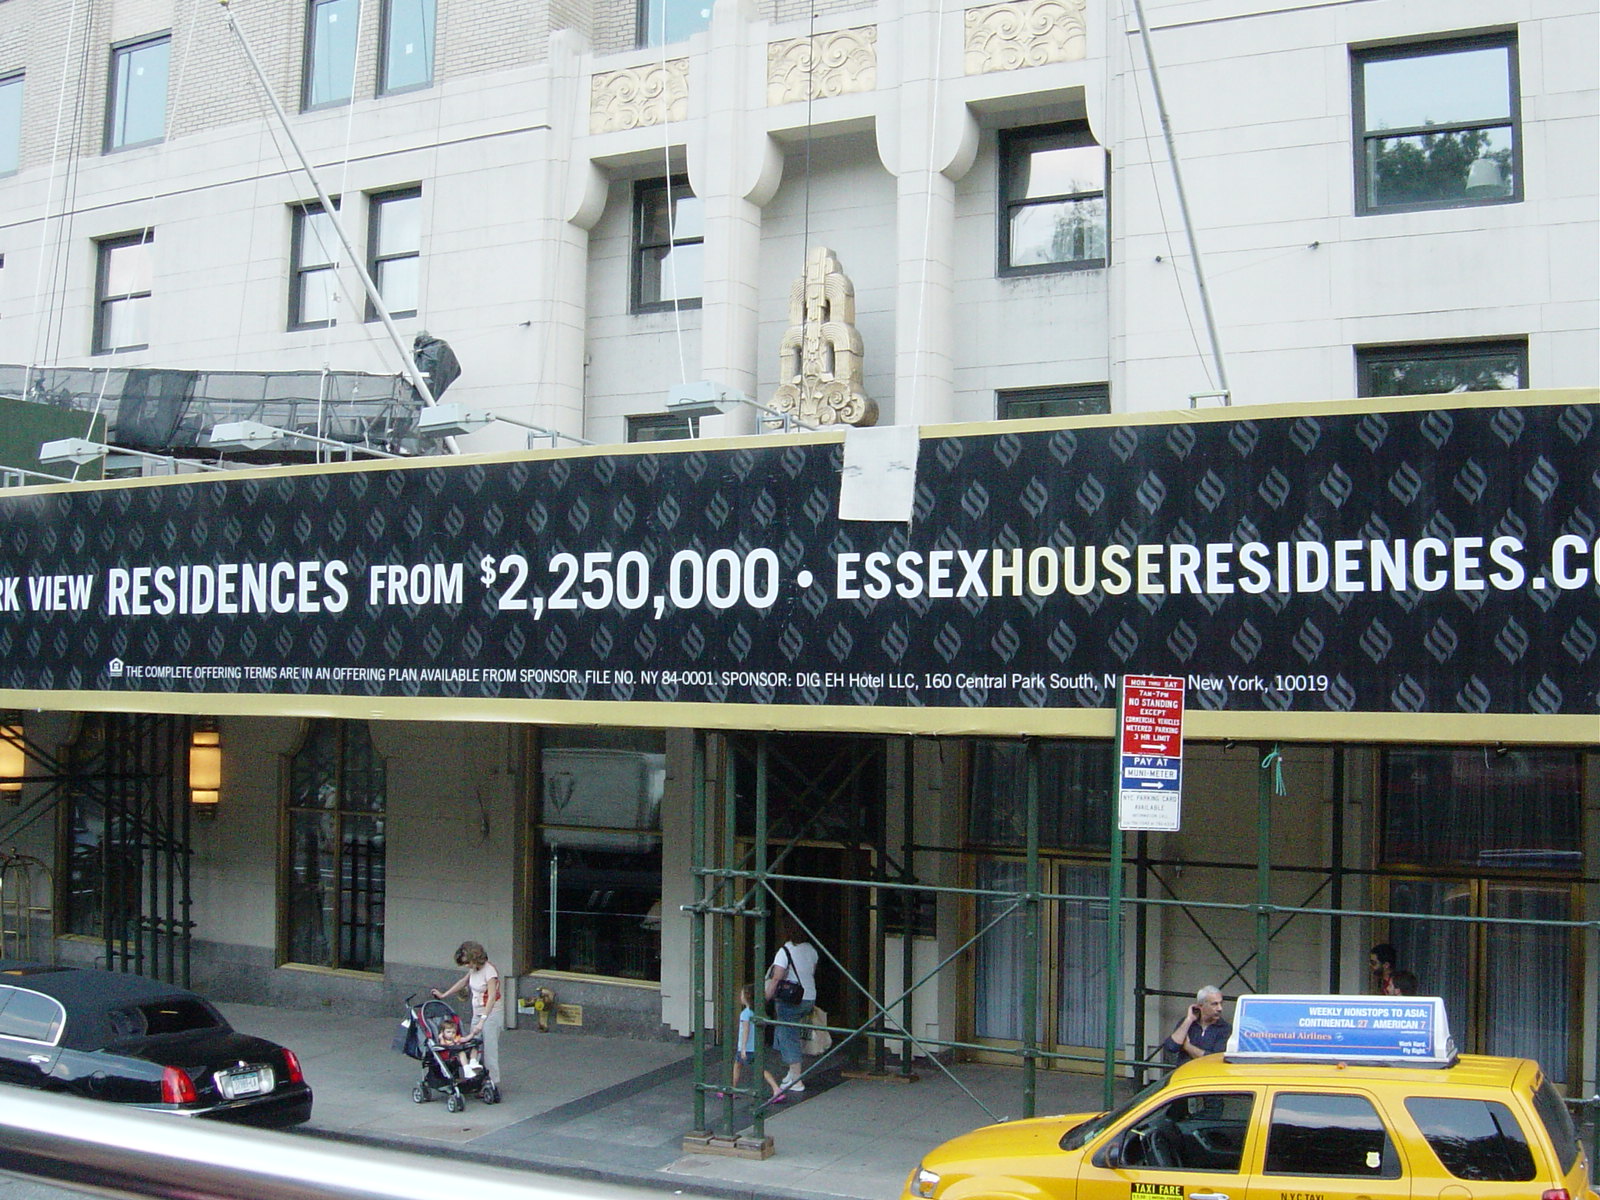 RK VIEW RESIDENCES FROM $2,250,000 • ESSEXHOUSERESIDENCES.CO
THE COMPLETE OFFERING TERMS ARE IN AN OFFERING PLAN AVAILABLE FROM SPONSOR. FILE NO. NY 84-0001. SPONSOR: DIG EH Hotel LLC, 160 Central Park South, N New York, 10019
MON THRU SAT
7AM-7PM
NO STANDING
EXCEPT
COMMERCIAL VEHICLES
METERED PARKING
3 HR LIMIT
PAY AT
MUNI-METER
NYC PARKING CARD
AVAILABLE
WEEKLY NONSTOPS TO ASIA:
CONTINENTAL 27 AMERICAN 7
Continental Airlines
Work Hard.
Fly Right.
TAXI FARE
N.Y.C. TAXI